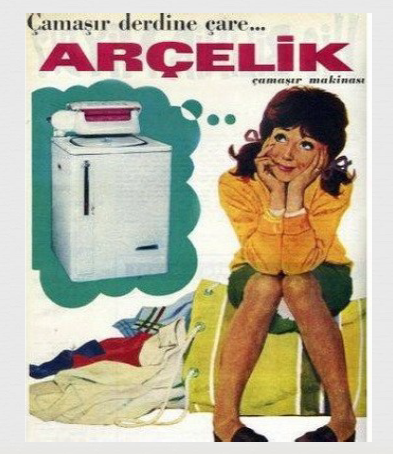 Çamaşır derdine çare...
ARÇELİK
çamaşır makinası